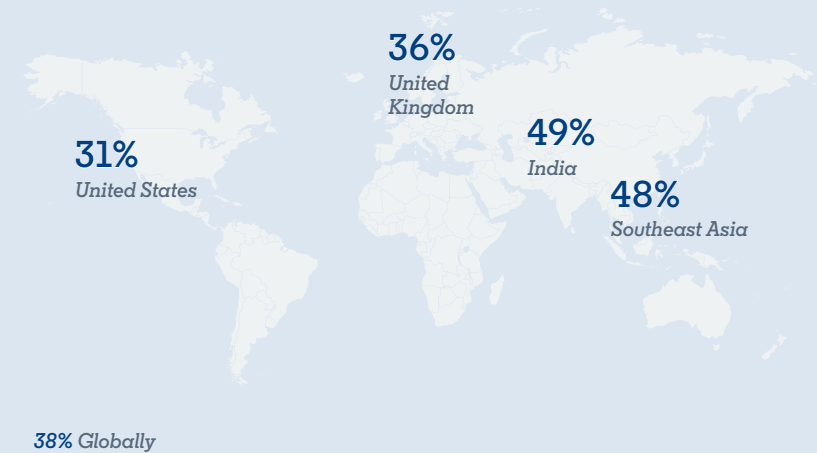 36%
United
Kingdom
49%
India
31%
United States
48%
Southeast Asia
38% Globally